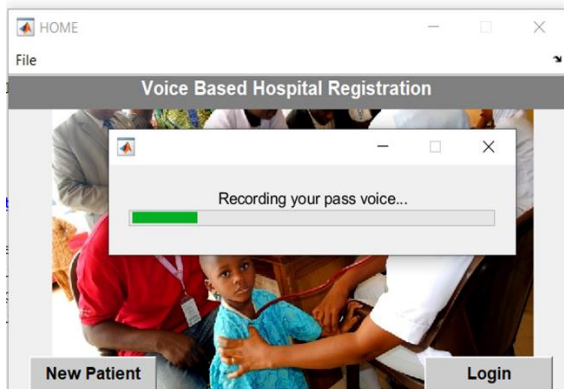 HOME
File
Voice Based Hospital Registration
Recording your pass voice...
New Patient
Login